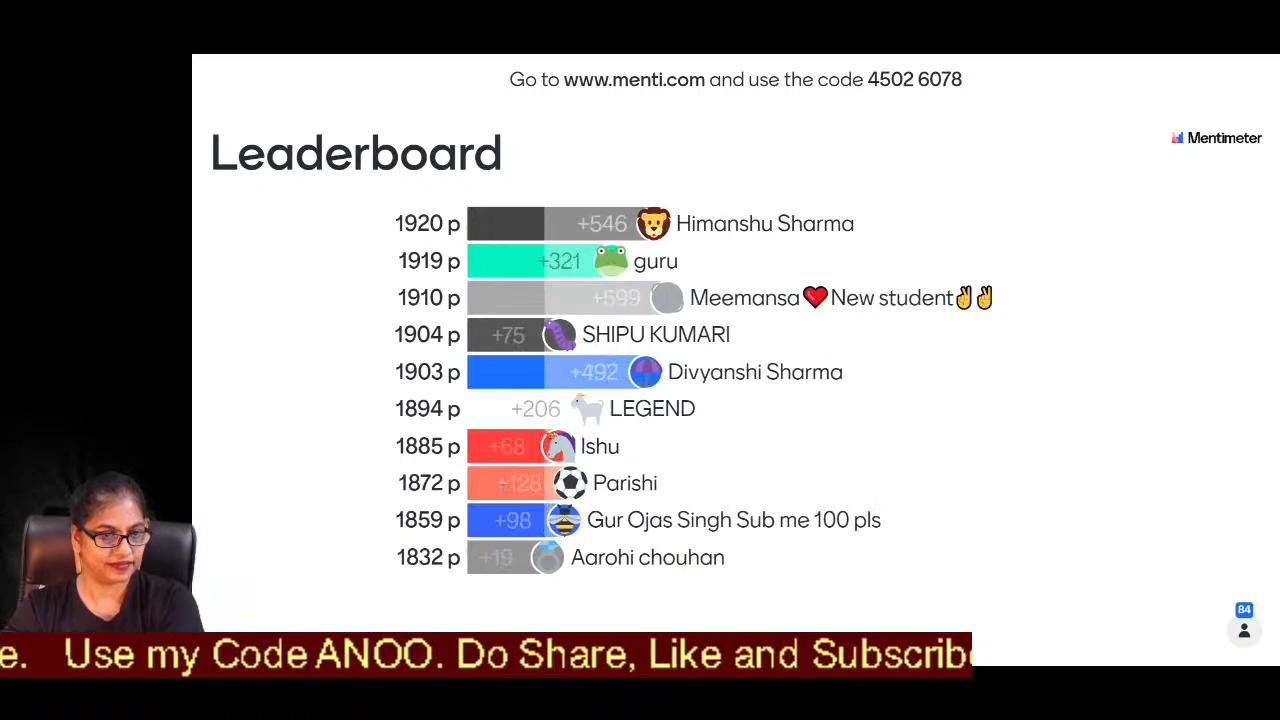 Go to www.menti.com and use the code 4502 6078
Mentimeter
Leaderboard
1920 p +546 Himanshu Sharma
1919 p +321 guru
1910 p +599 Meemansa❤️New student✌️✌️
1904 p +75 SHIPU KUMARI
1903 p +492 Divyanshi Sharma
1894 p +206 LEGEND
1885 p +68 Ishu
1872 p +128 Parishi
1859 p +98 Gur Ojas Singh Sub me 100 pls
1832 p +19 Aarohi chouhan
84
e. Use my Code ANOO. Do Share, Like and Subscrib